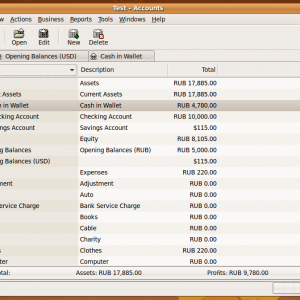 Test - Accounts
w Actions Business Reports Tools Windows Help
Open Edit New Delete
Opening Balances (USD) Cash in Wallet
Description Total
Assets RUB 17,885.00
t Assets Current Assets RUB 17,885.00
h in Wallet Cash in Wallet RUB 4,780.00
cking Account Checking Account RUB 10,000.00
ngs Account Savings Account $115.00
Equity RUB 8,105.00
ng Balances Opening Balances (RUB) RUB 5,000.00
ng Balances (USD) $115.00
Expenses RUB 220.00
ment Adjustment RUB 0.00
Auto RUB 0.00
ervice Charge Bank Service Charge RUB 0.00
Books RUB 0.00
Cable RUB 0.00
Charity RUB 0.00
s Clothes RUB 220.00
ter Computer RUB 0.00
tal: Assets: RUB 17,885.00 Profits: RUB 9,780.00